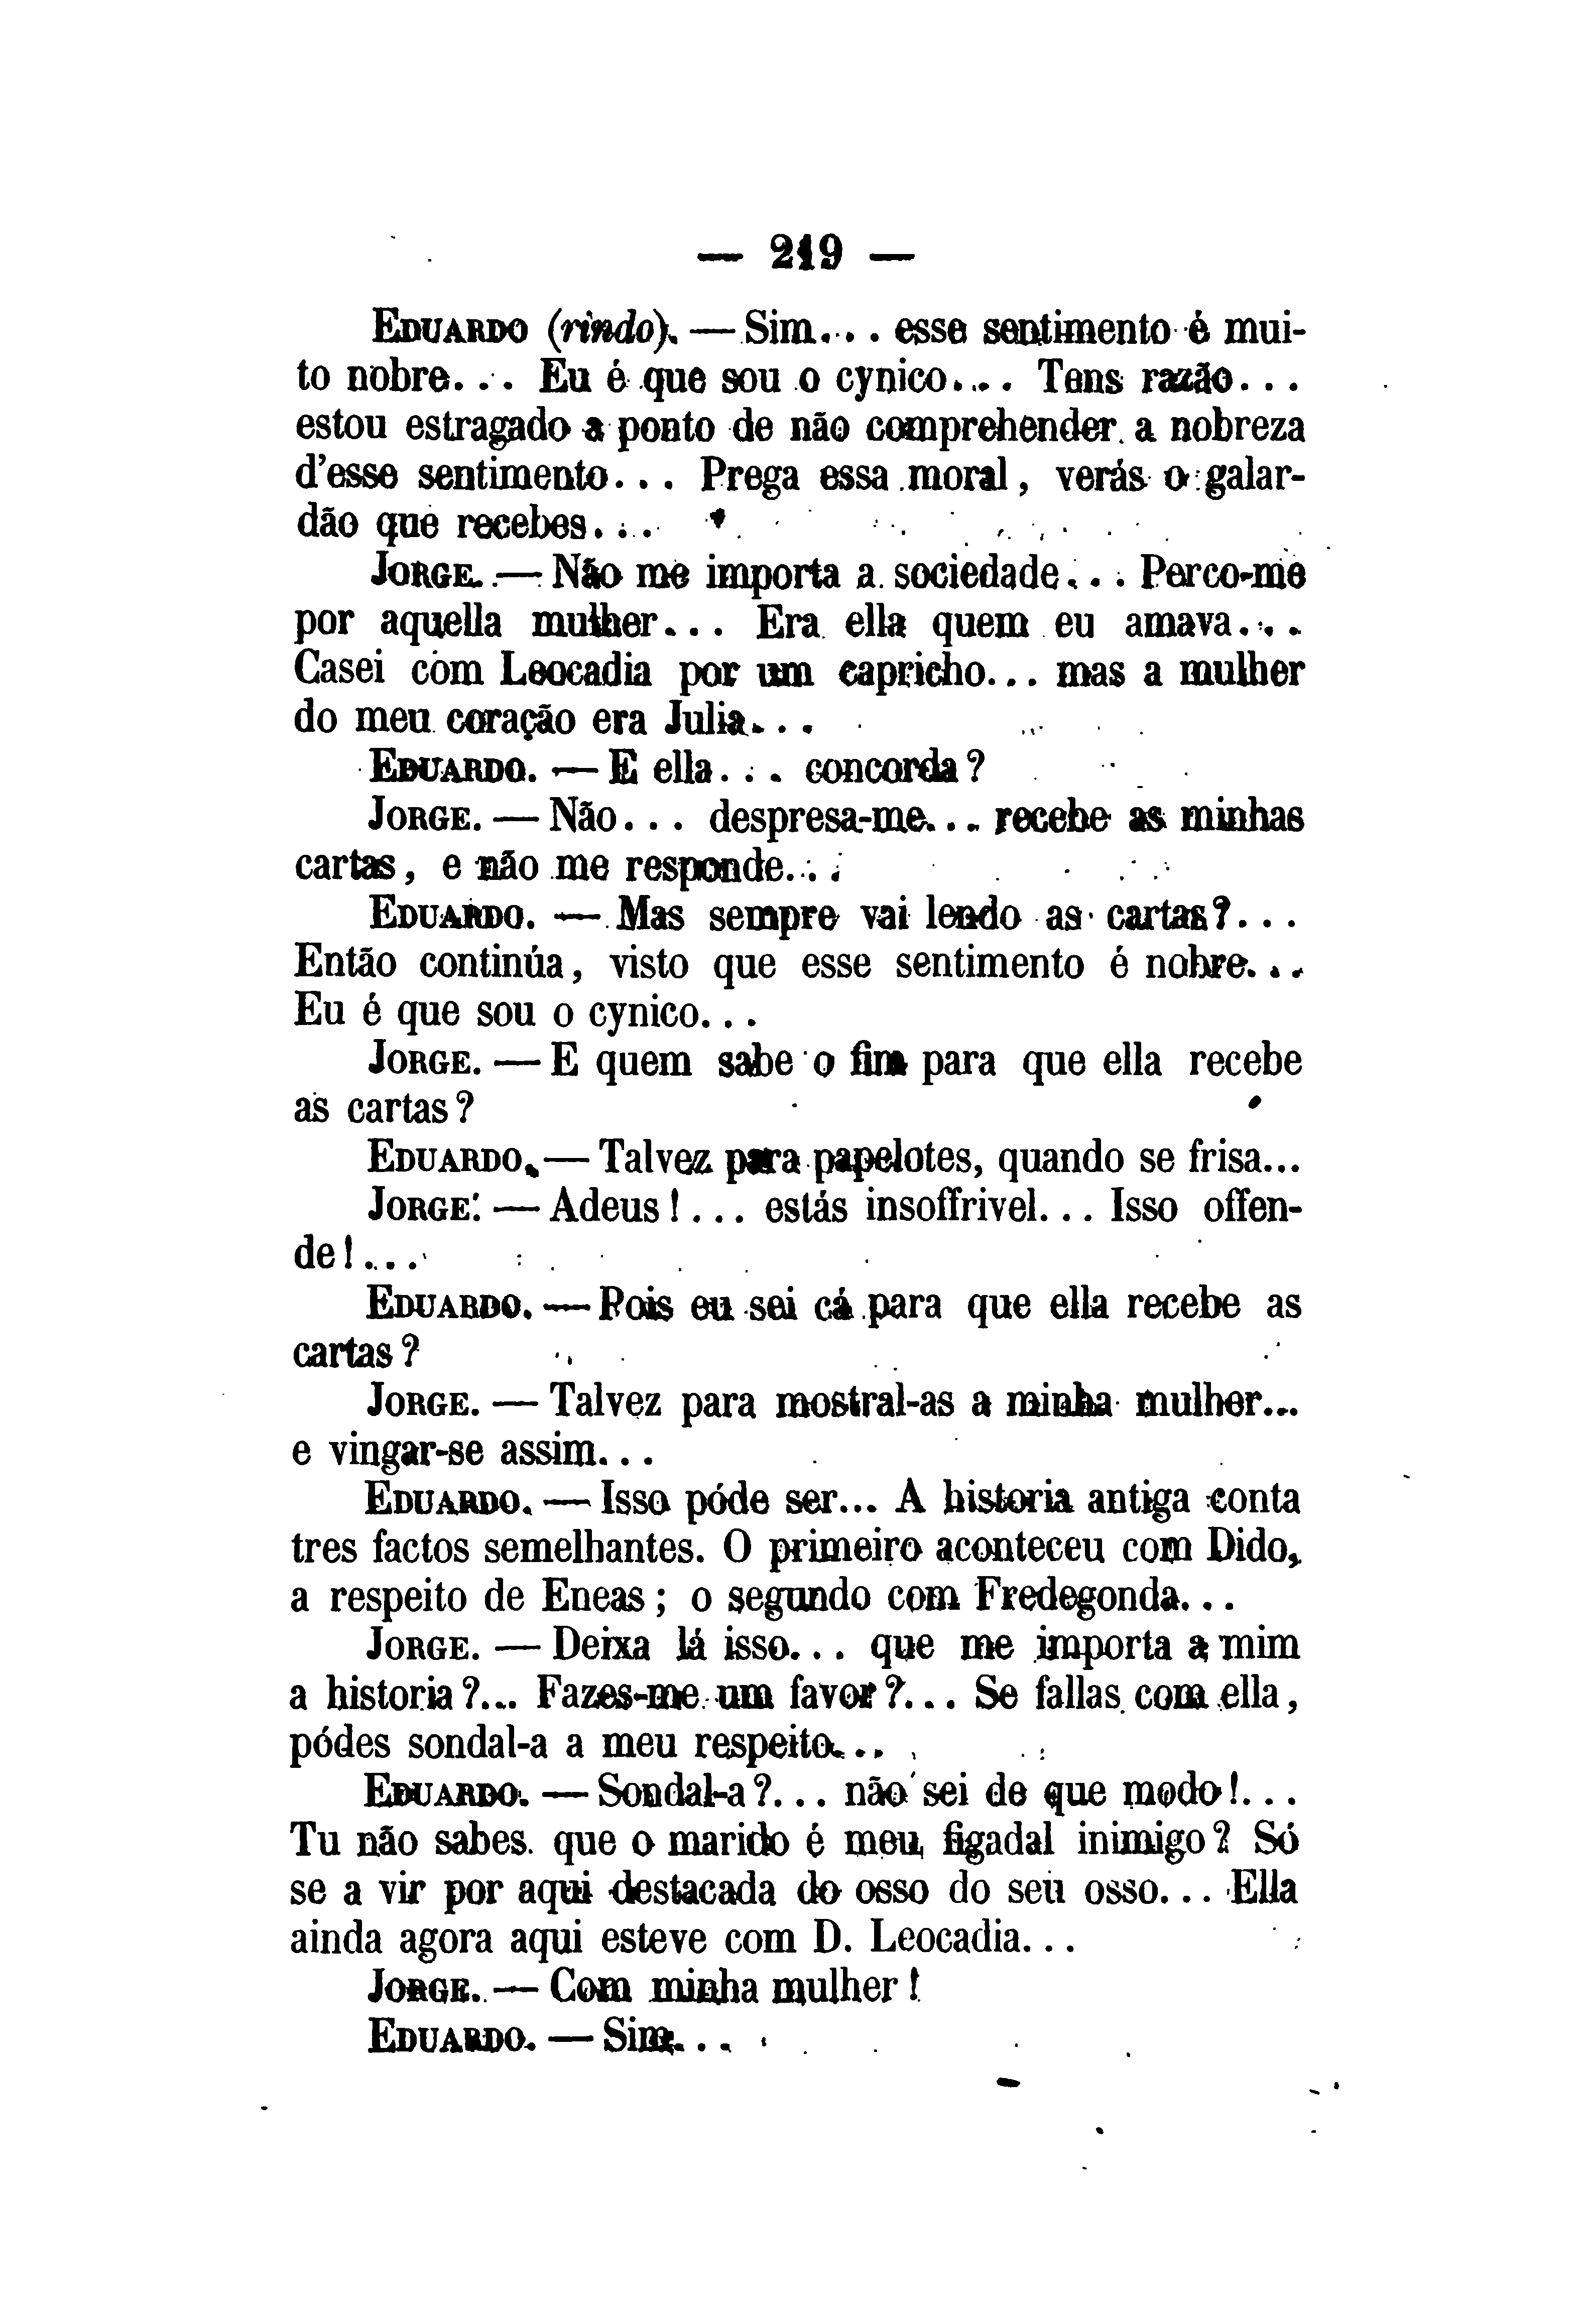 — 219 —
EDUARDO (rindo). — Sim... esse sentimento é mui-
to nobre... Eu é que sou o cynico... Tens razão...
estou estragado a ponto de não comprehender a nobreza
d'esse sentimento... Prega essa moral, verás o galar-
dão que recebes...
JORGE. — Não me importa a sociedade... Perco-me
por aquella mulher... Era ella quem eu amava...
Casei com Leocadia por um capricho... mas a mulher
do meu coração era Julia...
EDUARDO. — E ella... concorda?
JORGE. — Não... despresa-me... recebe as minhas
cartas, e não me responde...
EDUARDO. — Mas sempre vai lendo as cartas?...
Então continúa, visto que esse sentimento é nobre...
Eu é que sou o cynico...
JORGE. — E quem sabe o fim para que ella recebe
as cartas?
EDUARDO. — Talvez para papelotes, quando se frisa...
JORGE. — Adeus!... estás insoffrivel... Isso offen-
de!...
EDUARDO. — Pois eu sei cá para que ella recebe as
cartas?
JORGE. — Talvez para mostral-as a minha mulher...
e vingar-se assim...
EDUARDO. — Isso póde ser... A historia antiga conta
tres factos semelhantes. O primeiro aconteceu com Dido,
a respeito de Eneas; o segundo com Fredegonda...
JORGE. — Deixa lá isso... que me importa a mim
a historia?... Fazes-me um favor?... Se fallas com ella,
pódes sondal-a a meu respeito...
EDUARDO. — Sondal-a?... não sei de que modo!...
Tu não sabes que o marido é meu figadal inimigo? Só
se a vir por aqui destacada do osso do seu osso... Ella
ainda agora aqui esteve com D. Leocadia...
JORGE. — Com minha mulher!
EDUARDO. — Sim...